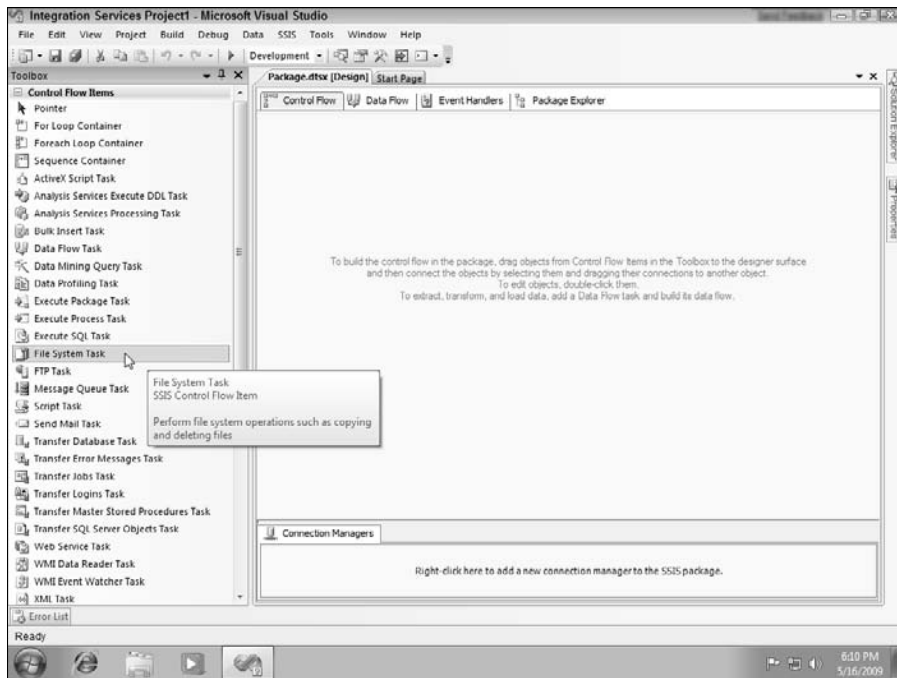 Integration Services Project1 - Microsoft Visual Studio
File Edit View Project Build Debug Data SSIS Tools Window Help
Development
Toolbox
Package.dtsx [Design] Start Page
Control Flow Items
Control Flow Data Flow Event Handlers Package Explorer
Pointer
For Loop Container
Foreach Loop Container
Sequence Container
ActiveX Script Task
Analysis Services Execute DDL Task
Analysis Services Processing Task
Bulk Insert Task
Data Flow Task
Data Mining Query Task
Data Profiling Task
Execute Package Task
Execute Process Task
Execute SQL Task
File System Task
FTP Task
Message Queue Task
Script Task
Send Mail Task
Transfer Database Task
Transfer Error Messages Task
Transfer Jobs Task
Transfer Logins Task
Transfer Master Stored Procedures Task
Transfer SQL Server Objects Task
Web Service Task
WMI Data Reader Task
WMI Event Watcher Task
XML Task
File System Task
SSIS Control Flow Item
Perform file system operations such as copying
and deleting files
To build the control flow in the package, drag objects from Control Flow Items in the Toolbox to the designer surface
and then connect the objects by selecting them and dragging their connections to another object.
To edit objects, double-click them.
To extract, transform, and load data, add a Data Flow task and build its data flow.
Connection Managers
Right-click here to add a new connection manager to the SSIS package.
Solution Explorer
Properties
Error List
Ready
6:10 PM
5/16/2009